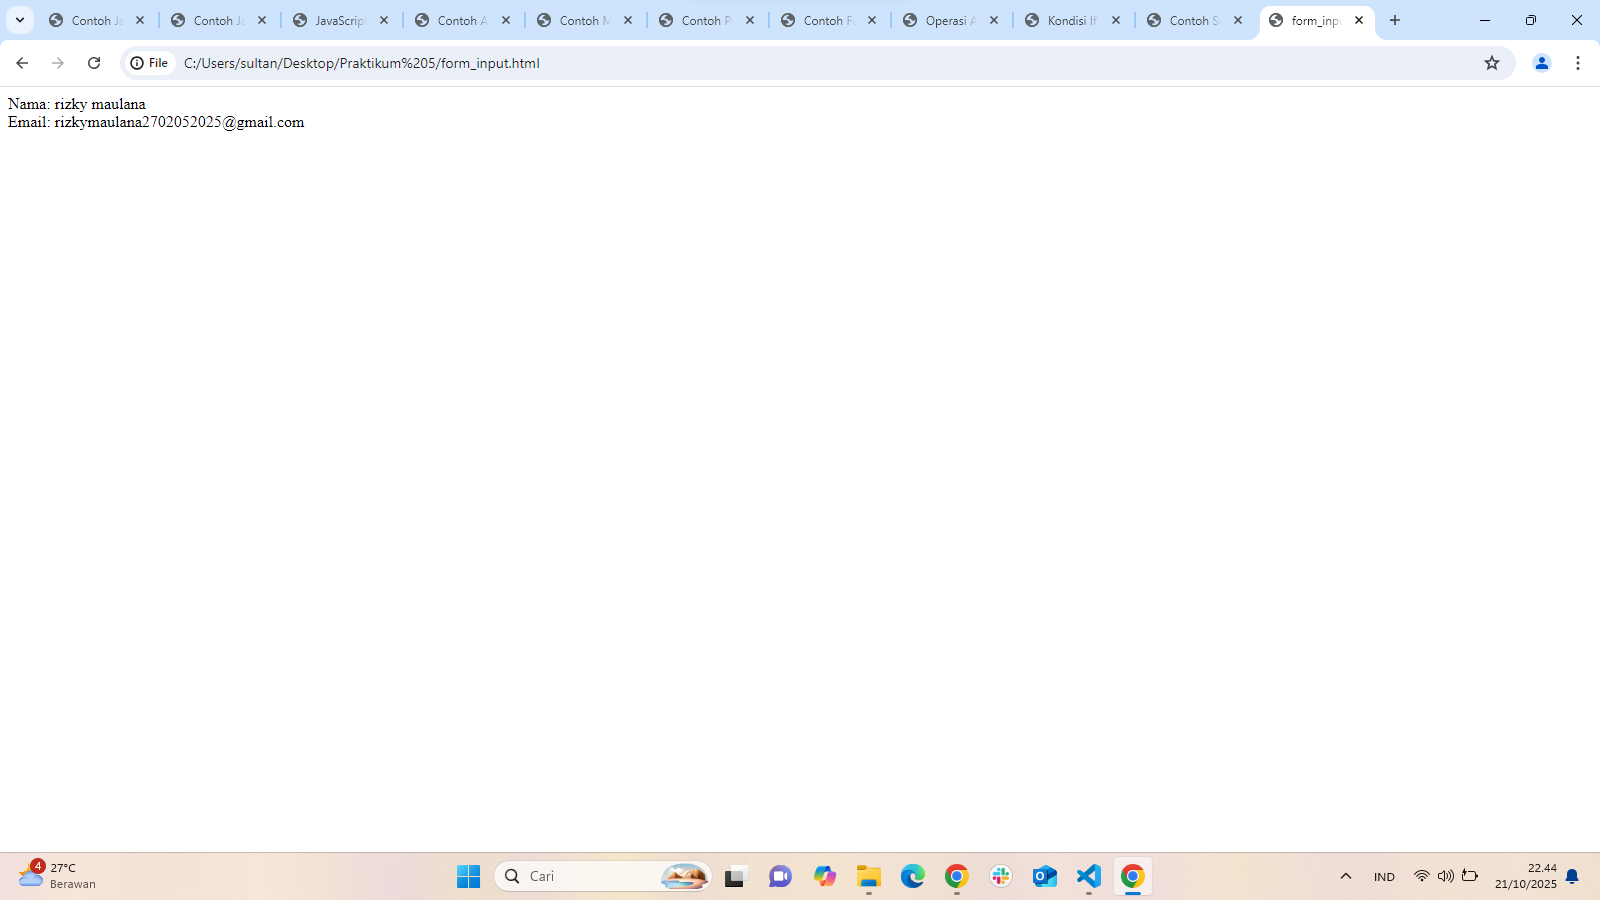 Contoh Ja
Contoh Ja
JavaScript
Contoh A
Contoh M
Contoh P
Contoh Fu
Operasi A
Kondisi If
Contoh S
form_inpu
File
C:/Users/sultan/Desktop/Praktikum%205/form_input.html
Nama: rizky maulana
Email: rizkymaulana2702052025@gmail.com
4
27°C
Berawan
Cari
IND
22.44
21/10/2025